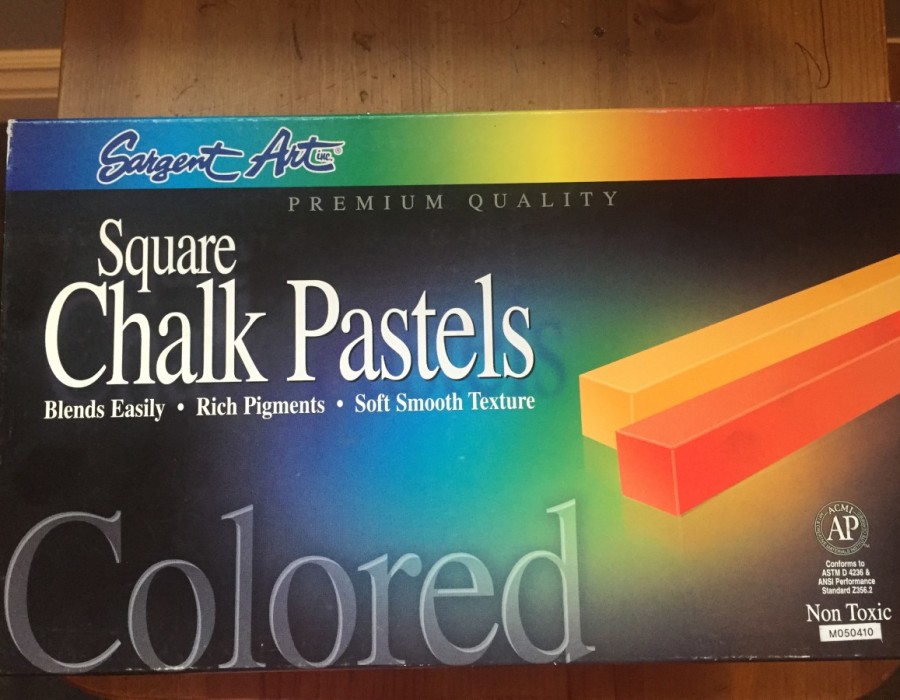 Sargent Art inc.®
PREMIUM QUALITY
Square
Chalk Pastels
Blends Easily • Rich Pigments • Soft Smooth Texture
Colored
ACMI
AP
Conforms to
ASTM D 4236 &
ANSI Performance
Standard Z356.2
Non Toxic
M050410